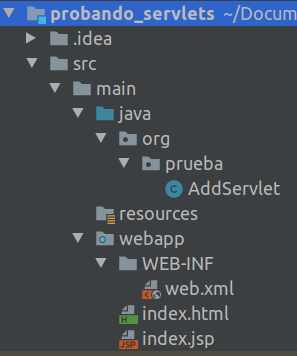 probando_servlets ~/Docum
.idea
src
main
java
org
prueba
AddServlet
resources
webapp
WEB-INF
web.xml
index.html
index.jsp